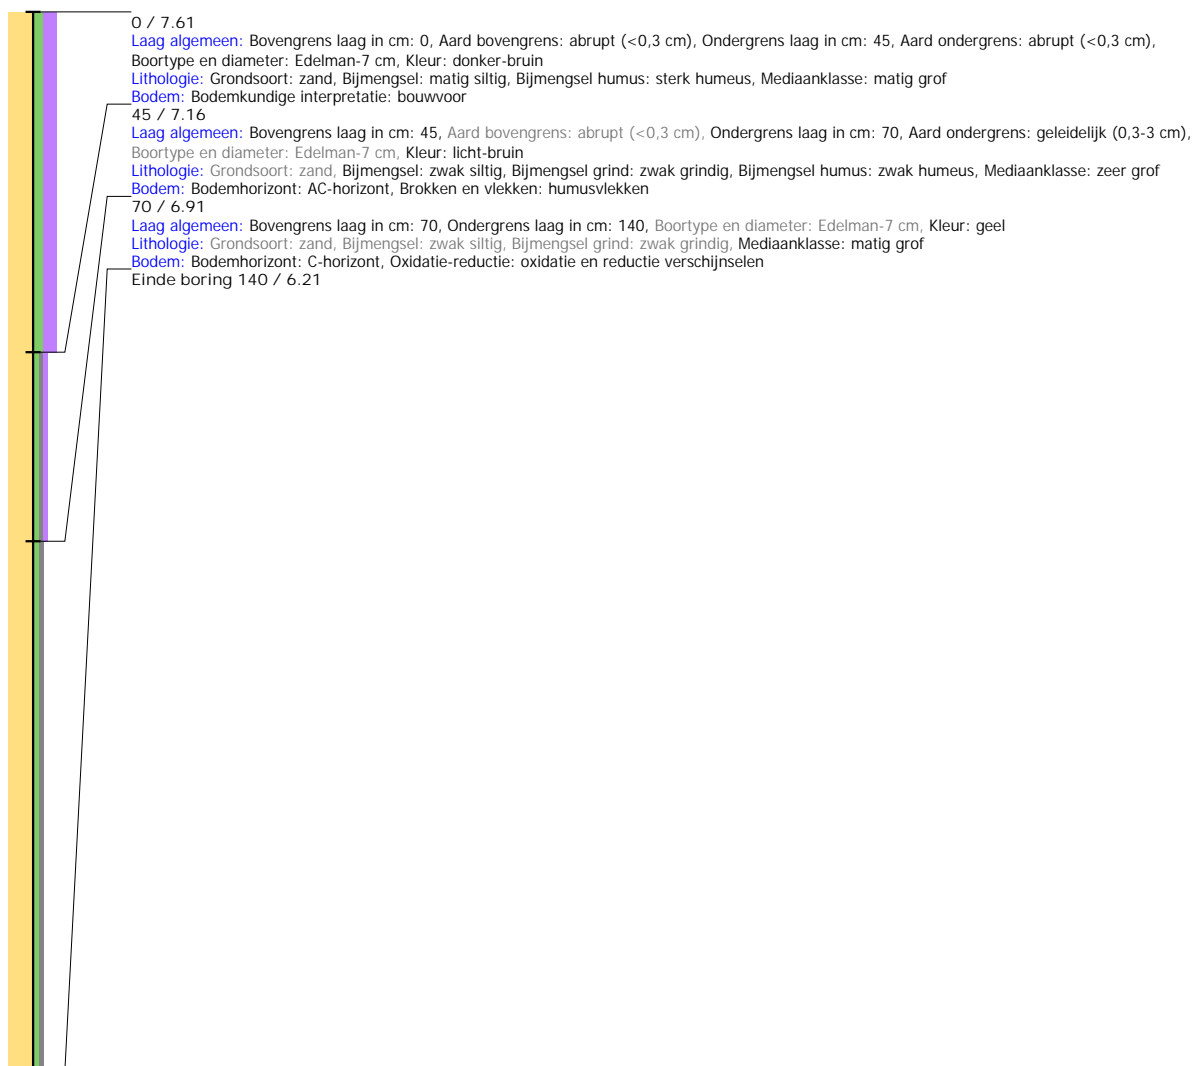 0 / 7.61
Laag algemeen: Bovengrens laag in cm: 0, Aard bovengrens: abrupt (<0,3 cm), Ondergrens laag in cm: 45, Aard ondergrens: abrupt (<0,3 cm),
Boortype en diameter: Edelman-7 cm, Kleur: donker-bruin
Lithologie: Grondsoort: zand, Bijmengsel: matig siltig, Bijmengsel humus: sterk humeus, Mediaanklasse: matig grof
Bodem: Bodemkundige interpretatie: bouwvoor
45 / 7.16
Laag algemeen: Bovengrens laag in cm: 45, Aard bovengrens: abrupt (<0,3 cm), Ondergrens laag in cm: 70, Aard ondergrens: geleidelijk (0,3-3 cm),
Boortype en diameter: Edelman-7 cm, Kleur: licht-bruin
Lithologie: Grondsoort: zand, Bijmengsel: zwak siltig, Bijmengsel grind: zwak grindig, Bijmengsel humus: zwak humeus, Mediaanklasse: zeer grof
Bodem: Bodemhorizont: AC-horizont, Brokken en vlekken: humusvlekken
70 / 6.91
Laag algemeen: Bovengrens laag in cm: 70, Ondergrens laag in cm: 140, Boortype en diameter: Edelman-7 cm, Kleur: geel
Lithologie: Grondsoort: zand, Bijmengsel: zwak siltig, Bijmengsel grind: zwak grindig, Mediaanklasse: matig grof
Bodem: Bodemhorizont: C-horizont, Oxidatie-reductie: oxidatie en reductie verschijnselen
Einde boring 140 / 6.21